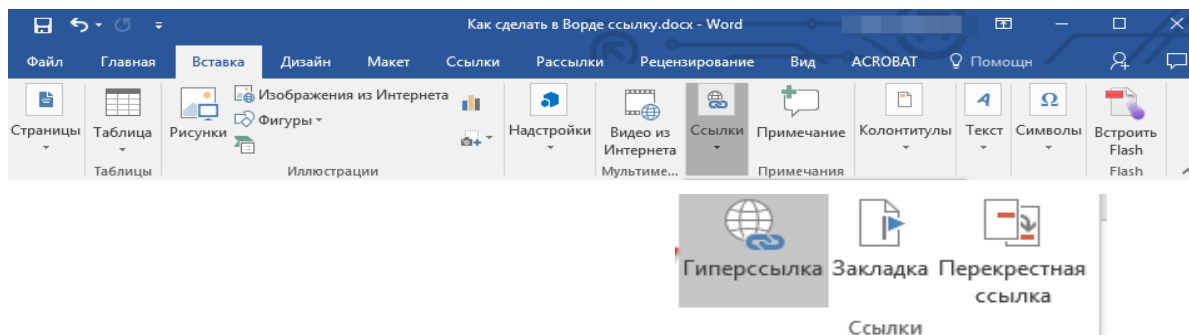 Как сделать в Ворде ссылку.docx - Word
Файл Главная Вставка Дизайн Макет Ссылки Рассылки Рецензирование Вид ACROBAT Помощн
Изображения из Интернета
Фигуры
Страницы Таблица Рисунки Надстройки Видео из Интернета Ссылки Примечание Колонтитулы Текст Символы Встроить Flash
Таблицы Иллюстрации Мультиме... Примечания Flash
Гиперссылка Закладка Перекрестная
ссылка
Ссылки